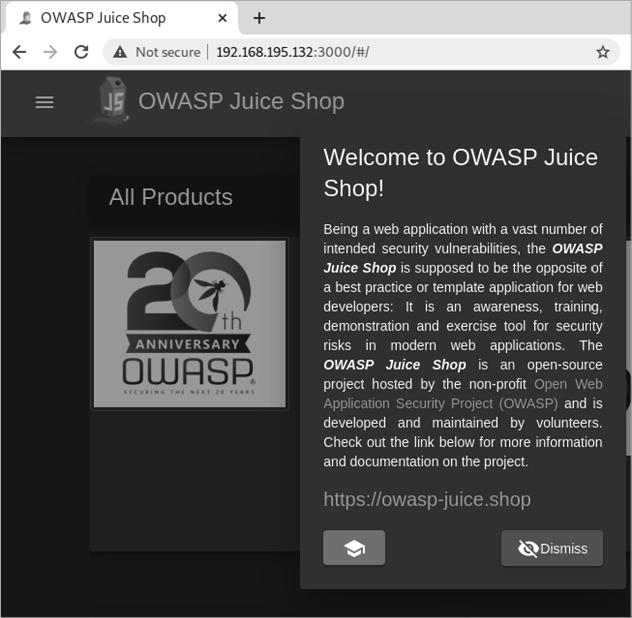 OWASP Juice Shop
Not secure
192.168.195.132:3000/#/
JS
OWASP Juice Shop
Welcome to OWASP Juice
Shop!
All Products
Being a web application with a vast number of
intended security vulnerabilities, the OWASP
Juice Shop is supposed to be the opposite of
a best practice or template application for web
developers: It is an awareness, training,
demonstration and exercise tool for security
risks in modern web applications. The
OWASP Juice Shop is an open-source
project hosted by the non-profit Open Web
Application Security Project (OWASP) and is
developed and maintained by volunteers.
Check out the link below for more information
and documentation on the project.
https://owasp-juice.shop
Dismiss
20th
ANNIVERSARY
OWASP®
SECURING THE NEXT 20 YEARS